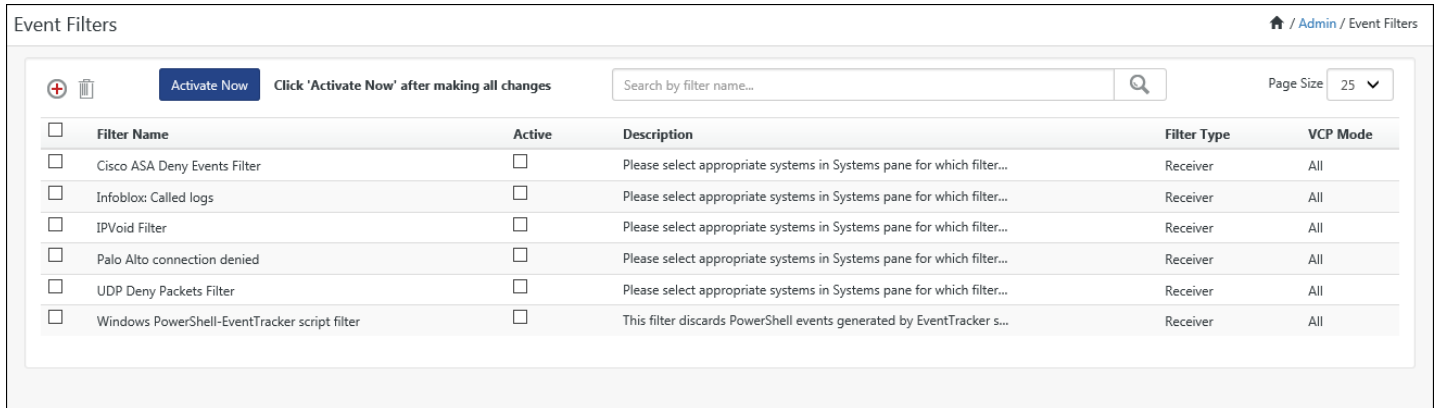 Event Filters
/ Admin / Event Filters
Activate Now Click 'Activate Now' after making all changes Search by filter name... Page Size 25
Filter Name Active Description Filter Type VCP Mode
Cisco ASA Deny Events Filter Please select appropriate systems in Systems pane for which filter... Receiver All
Infoblox: Called logs Please select appropriate systems in Systems pane for which filter... Receiver All
IPVoid Filter Please select appropriate systems in Systems pane for which filter... Receiver All
Palo Alto connection denied Please select appropriate systems in Systems pane for which filter... Receiver All
UDP Deny Packets Filter Please select appropriate systems in Systems pane for which filter... Receiver All
Windows PowerShell-EventTracker script filter This filter discards PowerShell events generated by EventTracker s... Receiver All